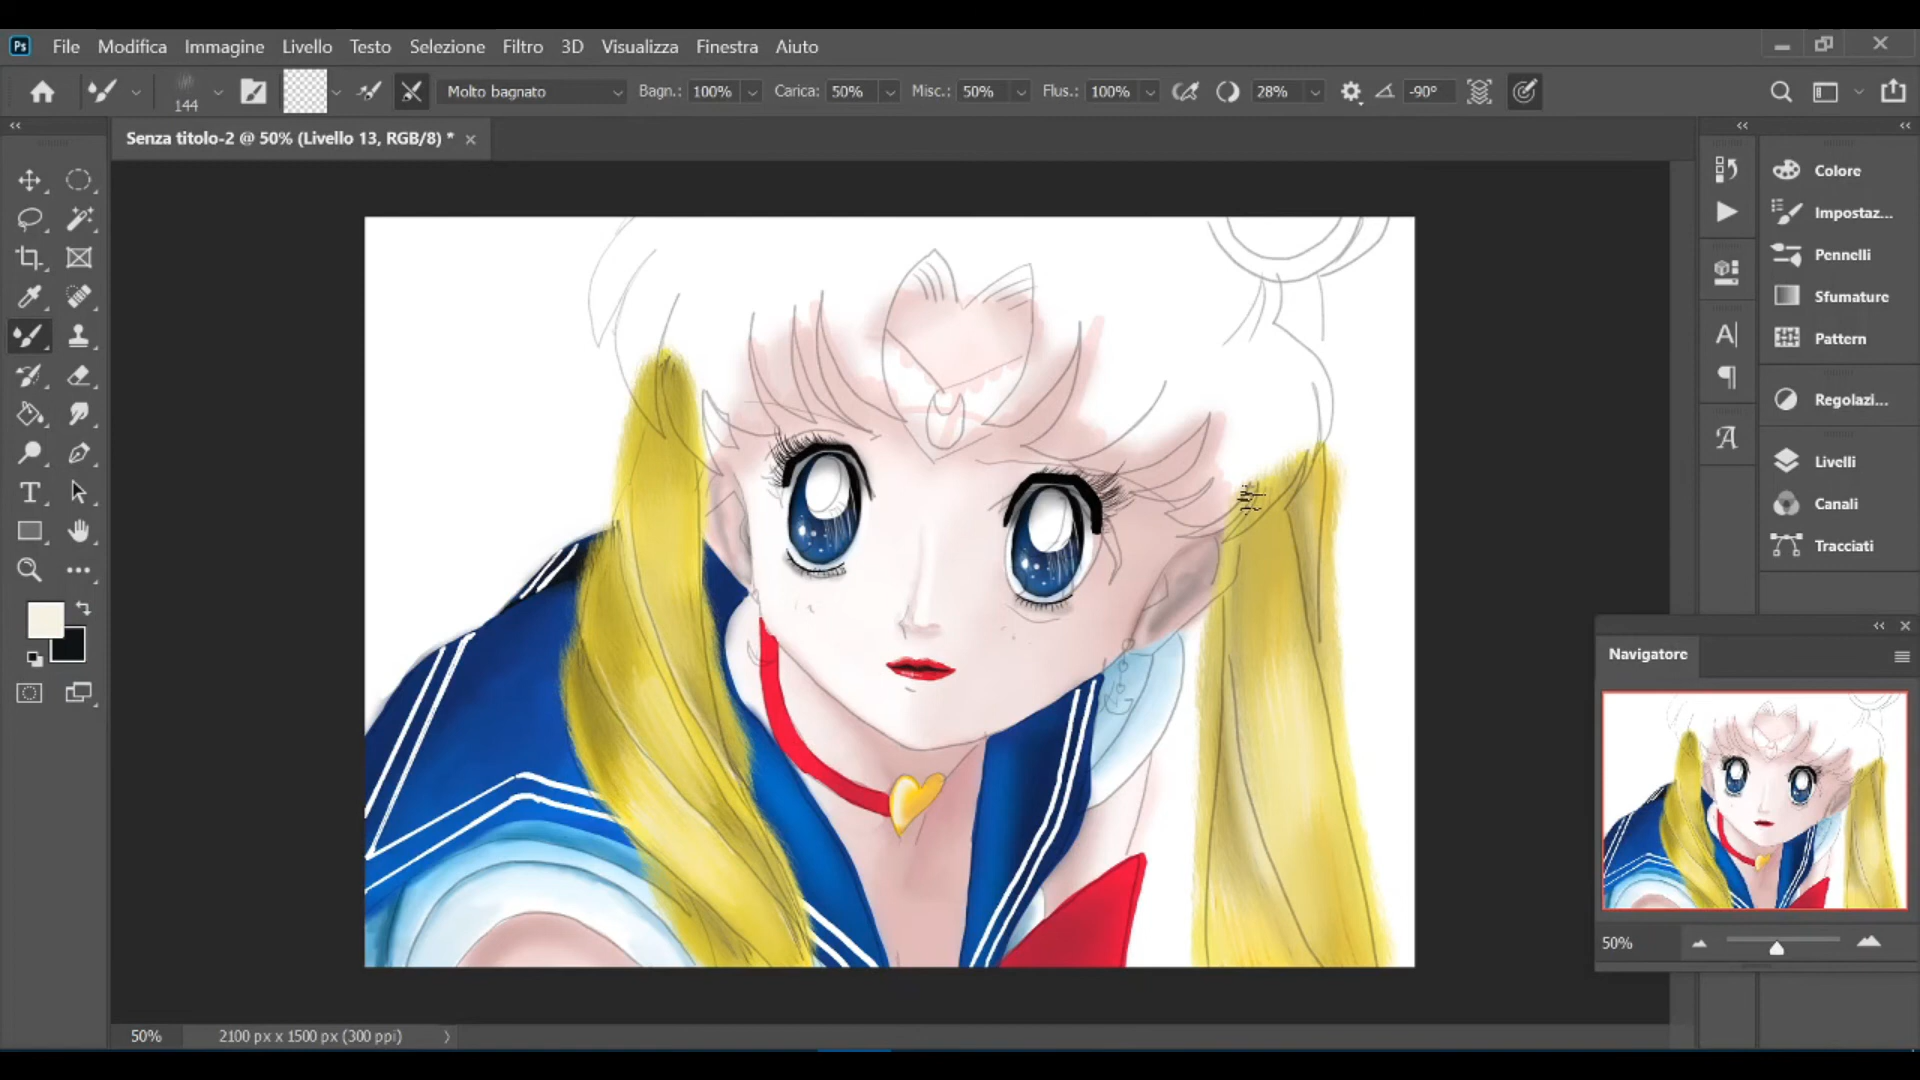 Ps File Modifica Immagine Livello Testo Selezione Filtro 3D Visualizza Finestra Aiuto
144 Molto bagnato Bagn.: 100% Carica: 50% Misc.: 50% Flus.: 100% 28% -90°
Senza titolo-2 @ 50% (Livello 13, RGB/8) *
Colore
Impostaz...
Pennelli
Sfumature
Pattern
Regolazi...
Livelli
Canali
Tracciati
Navigatore
50%
50% 2100 px x 1500 px (300 ppi)